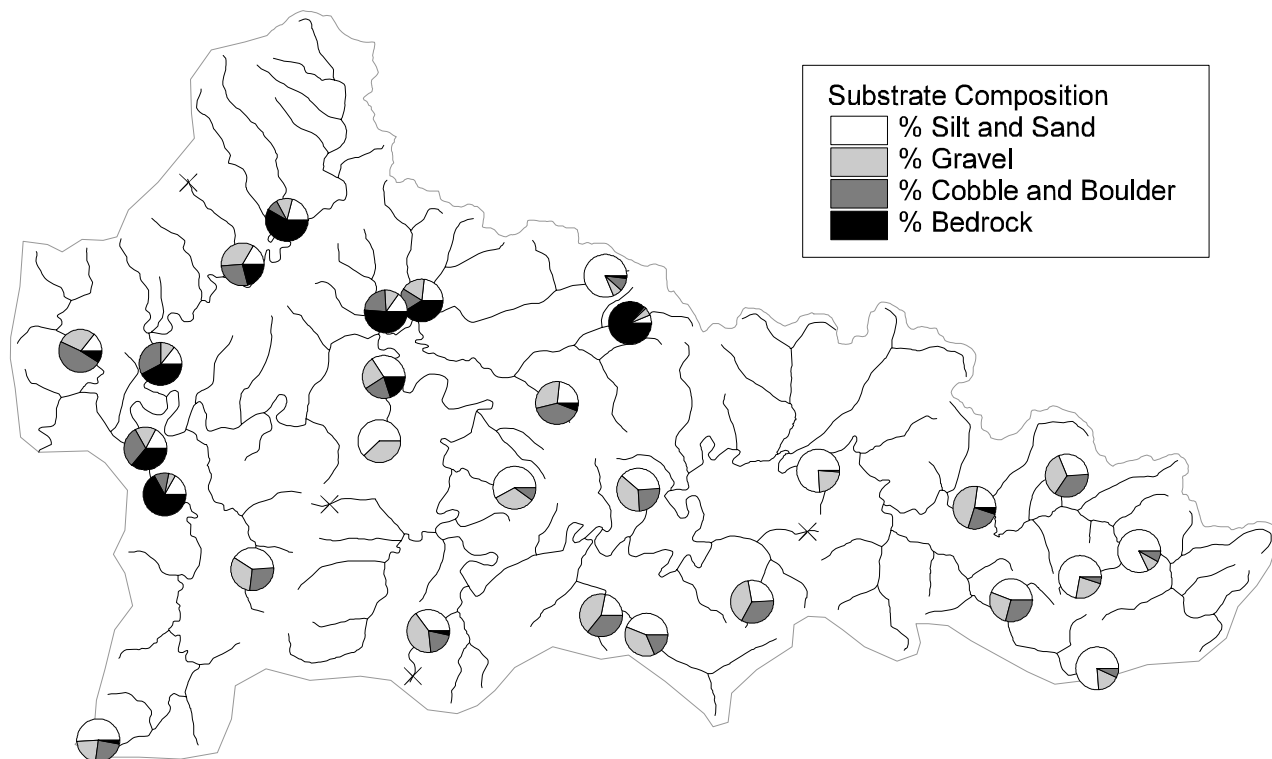 Substrate Composition
% Silt and Sand
% Gravel
% Cobble and Boulder
% Bedrock